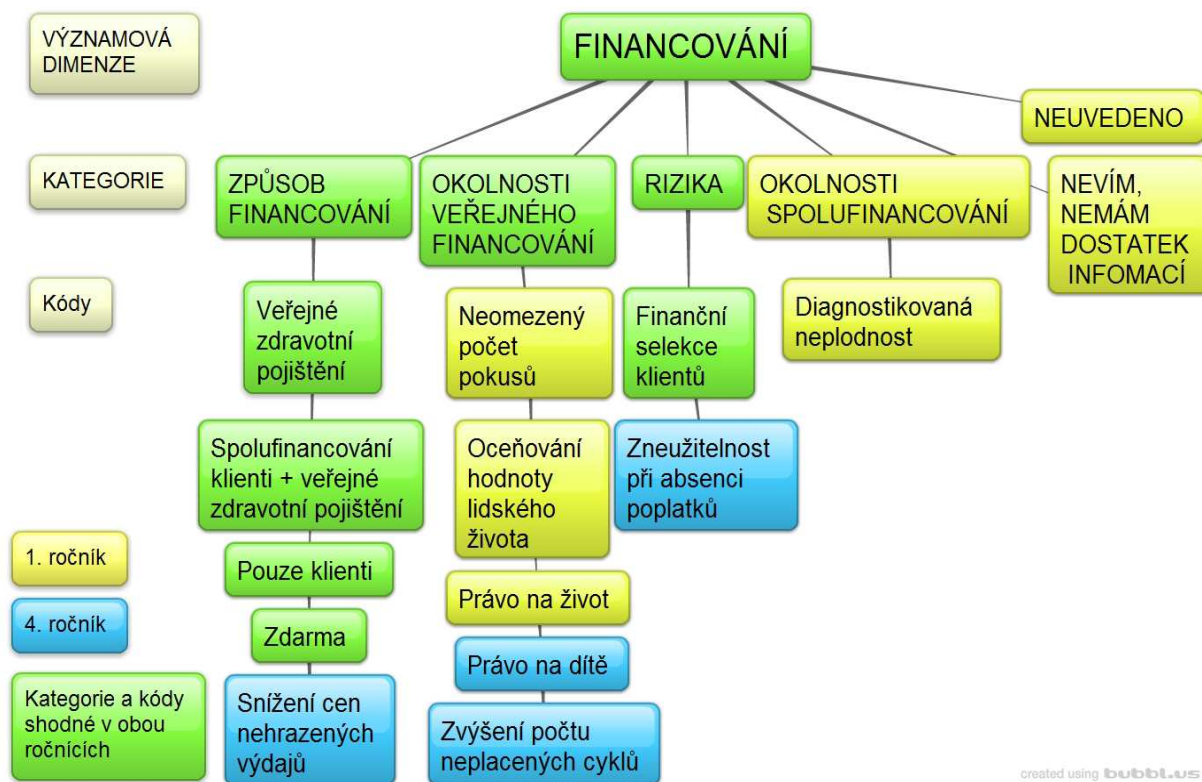 VÝZNAMOVÁ
DIMENZE
FINANCOVÁNÍ
NEUVEDENO
KATEGORIE
ZPŮSOB
FINANCOVÁNÍ
OKOLNOSTI
VEŘEJNÉHO
FINANCOVÁNÍ
RIZIKA
OKOLNOSTI
SPOLUFINANCOVÁNÍ
NEVÍM,
NEMÁM
DOSTATEK
INFOMACÍ
Kódy
Veřejné
zdravotní
pojištění
Neomezený
počet
pokusů
Finanční
selekce
klientů
Diagnostikovaná
neplodnost
Spolufinancování
klienti + veřejné
zdravotní pojištění
Oceňování
hodnoty
lidského
života
Zneužitelnost
při absenci
poplatků
1. ročník
Pouze klienti
Právo na život
4. ročník
Zdarma
Právo na dítě
Kategorie a kódy
shodné v obou
ročnících
Snížení cen
nehrazených
výdajů
Zvýšení počtu
neplacených cyklů
created using bubbl.us